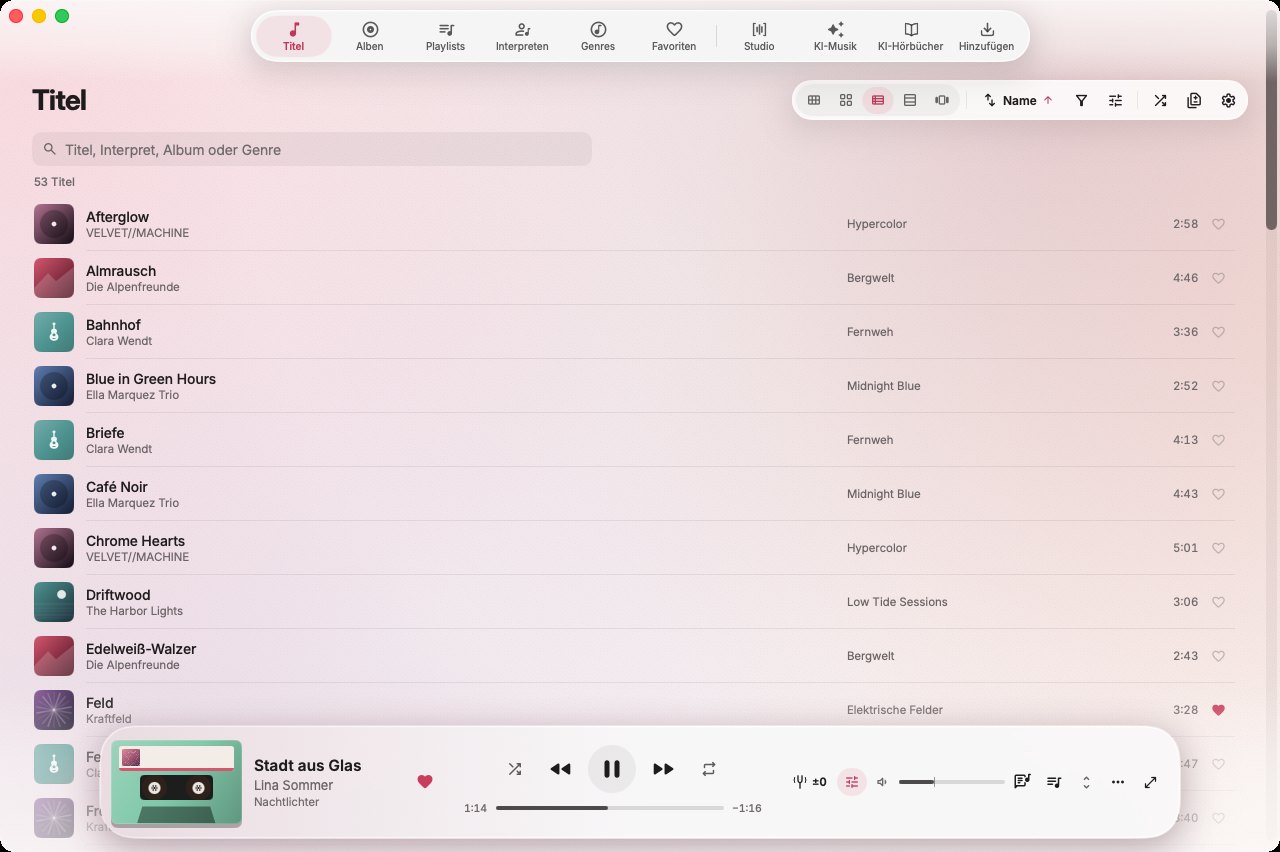 Titel
Alben
Playlists
Interpreten
Genres
Favoriten
Studio
KI-Musik
KI-Hörbücher
Hinzufügen
Titel
Name
Titel, Interpret, Album oder Genre
53 Titel
Afterglow
VELVET//MACHINE
Hypercolor
2:58
Almrausch
Die Alpenfreunde
Bergwelt
4:46
Bahnhof
Clara Wendt
Fernweh
3:36
Blue in Green Hours
Ella Marquez Trio
Midnight Blue
2:52
Briefe
Clara Wendt
Fernweh
4:13
Café Noir
Ella Marquez Trio
Midnight Blue
4:43
Chrome Hearts
VELVET//MACHINE
Hypercolor
5:01
Driftwood
The Harbor Lights
Low Tide Sessions
3:06
Edelweiß-Walzer
Die Alpenfreunde
Bergwelt
2:43
Feld
Kraftfeld
Elektrische Felder
3:28
Stadt aus Glas
Lina Sommer
Nachtlichter
1:14
−1:16
±0